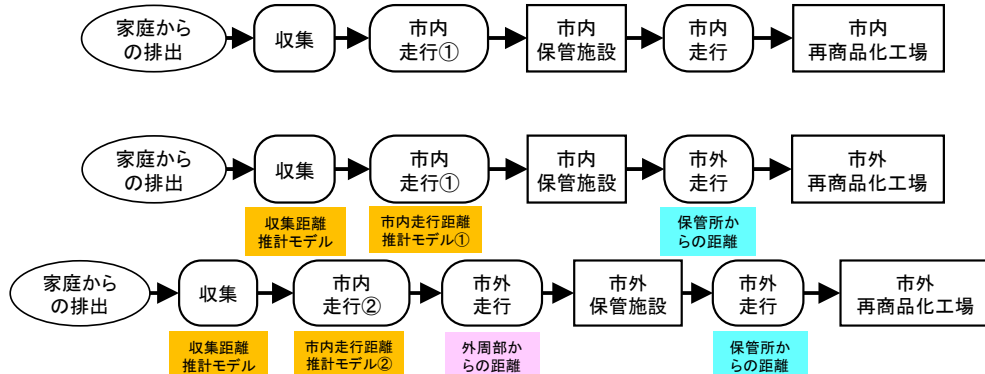 家庭から
の排出
収集
市内
走行①
市内
保管施設
市内
走行
市内
再商品化工場
家庭から
の排出
収集
市内
走行①
市内
保管施設
市外
走行
市外
再商品化工場
収集距離
推計モデル
市内走行距離
推計モデル①
保管所か
らの距離
家庭から
の排出
収集
市内
走行②
市外
走行
市外
保管施設
市外
走行
市外
再商品化工場
収集距離
推計モデル
市内走行距離
推計モデル②
外周部か
らの距離
保管所か
らの距離